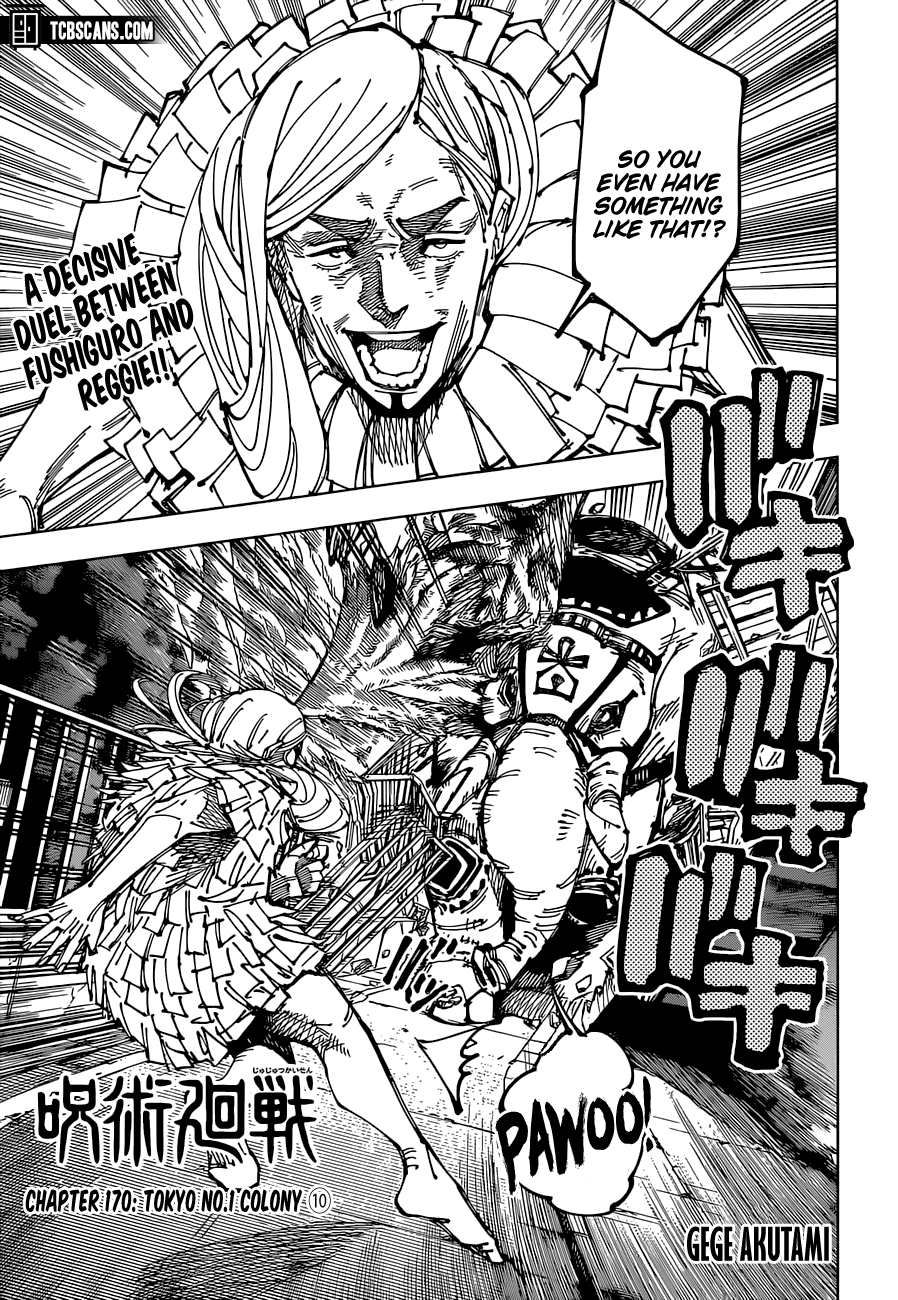 TCBSCANS.COM
SO YOU
EVEN HAVE
SOMETHING
LIKE THAT!?
A DECISIVE
DUEL BETWEEN
FUSHIGURO AND
REGGIE!!
バキ
バキ
バキ
PAWOO!
じゅじゅつかいせん
呪術廻戦
CHAPTER 170: TOKYO NO.1 COLONY ⑩
GEGE AKUTAMI